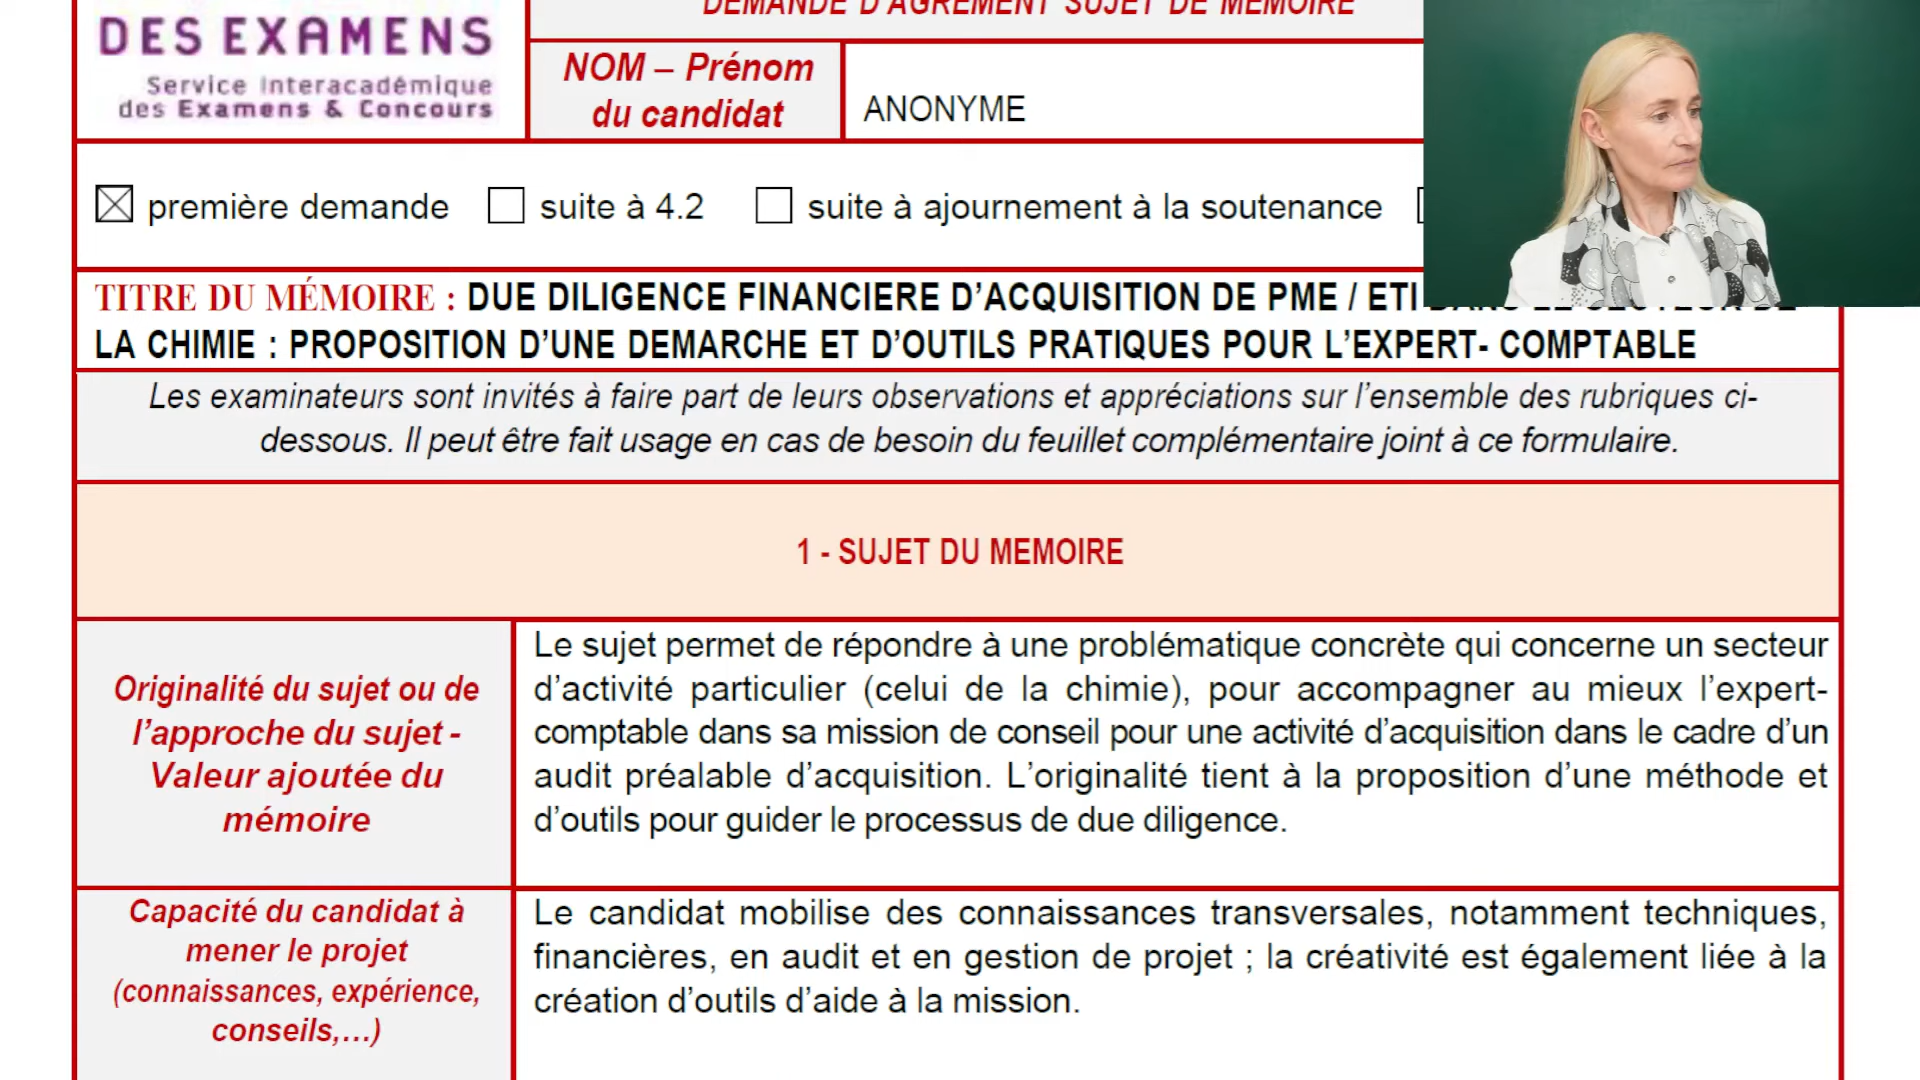 DES EXAMENS
Service Interacadémique
des Examens & Concours
DEMANDE D'AGREMENT SUJET DE MEMOIRE
NOM – Prénom
du candidat
ANONYME
première demande
suite à 4.2
suite à ajournement à la soutenance
TITRE DU MÉMOIRE : DUE DILIGENCE FINANCIERE D’ACQUISITION DE PME / ETI DANS LE SECTEUR DE
LA CHIMIE : PROPOSITION D’UNE DEMARCHE ET D’OUTILS PRATIQUES POUR L’EXPERT- COMPTABLE
Les examinateurs sont invités à faire part de leurs observations et appréciations sur l’ensemble des rubriques ci-
dessous. Il peut être fait usage en cas de besoin du feuillet complémentaire joint à ce formulaire.
1 - SUJET DU MEMOIRE
Originalité du sujet ou de
l’approche du sujet -
Valeur ajoutée du
mémoire
Le sujet permet de répondre à une problématique concrète qui concerne un secteur
d’activité particulier (celui de la chimie), pour accompagner au mieux l’expert-
comptable dans sa mission de conseil pour une activité d’acquisition dans le cadre d’un
audit préalable d’acquisition. L’originalité tient à la proposition d’une méthode et
d’outils pour guider le processus de due diligence.
Capacité du candidat à
mener le projet
(connaissances, expérience,
conseils,…)
Le candidat mobilise des connaissances transversales, notamment techniques,
financières, en audit et en gestion de projet ; la créativité est également liée à la
création d’outils d’aide à la mission.